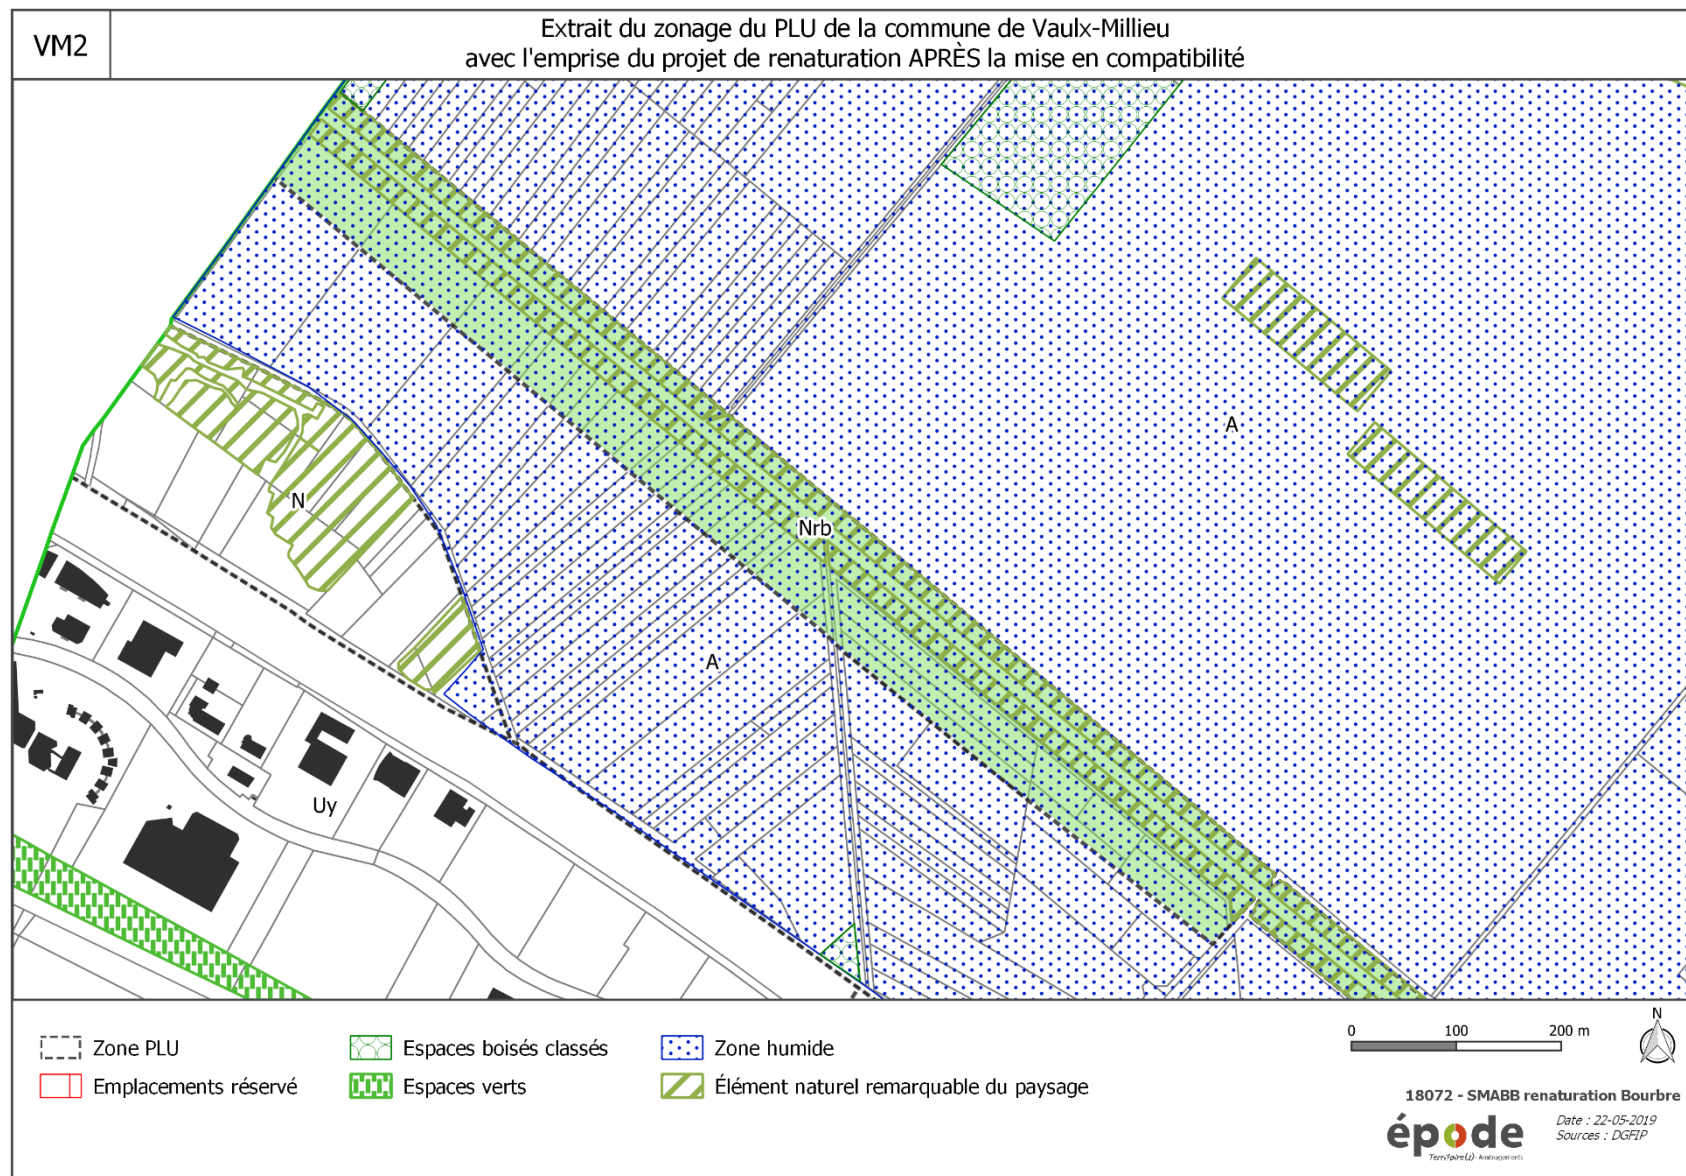 VM2
Extrait du zonage du PLU de la commune de Vaulx-Millieu
avec l'emprise du projet de renaturation APRÈS la mise en compatibilité
A
N
Nrb
A
Uy
Zone PLU
Espaces boisés classés
Zone humide
Emplacements réservé
Espaces verts
Élément naturel remarquable du paysage
0 100 200 m
N
18072 - SMABB renaturation Bourbre
épode
Territoire(s) - Aménagements
Date : 22-05-2019
Sources : DGFIP